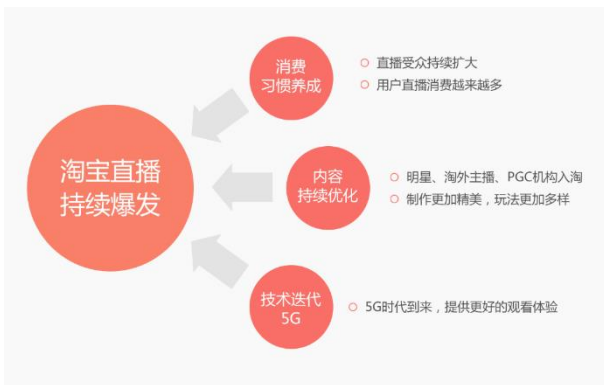 淘宝直播
持续爆发
消费
习惯养成
直播受众持续扩大
用户直播消费越来越多
内容
持续优化
明星、淘外主播、PGC机构入淘
制作更加精美，玩法更加多样
技术迭代
5G
5G时代到来，提供更好的观看体验